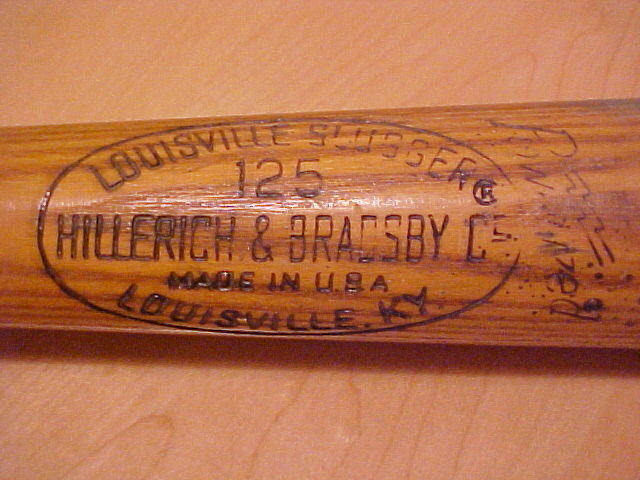 LOUISVILLE SLUGGER®
125
HILLERICH & BRADSBY Co
MADE IN U.S.A
LOUISVILLE. KY.